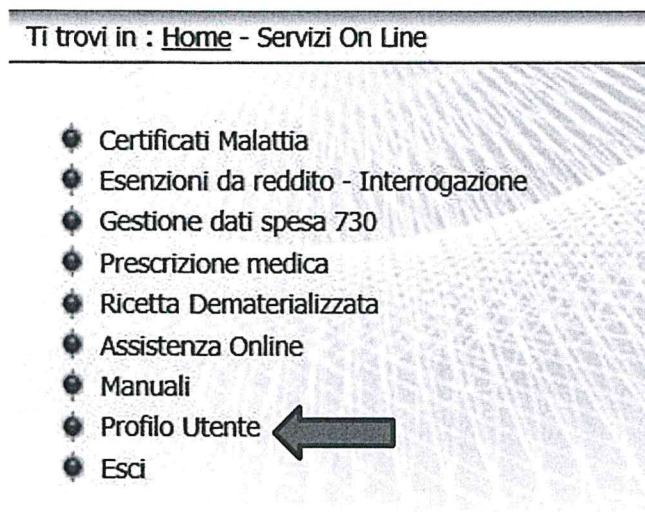 Ti trovi in : Home - Servizi On Line
Certificati Malattia
Esenzioni da reddito - Interrogazione
Gestione dati spesa 730
Prescrizione medica
Ricetta Dematerializzata
Assistenza Online
Manuali
Profilo Utente
Esci